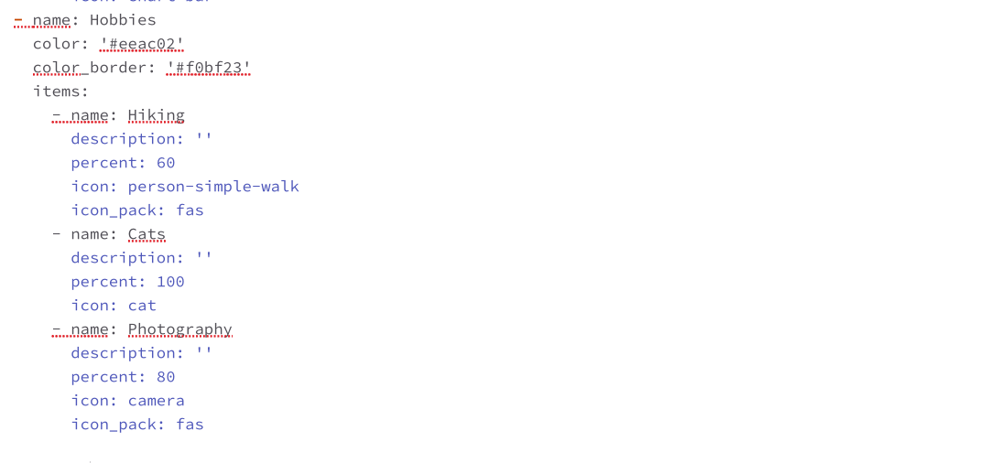 - name: Hobbies
  color: '#eeac02'
  color_border: '#f0bf23'
  items:
    - name: Hiking
      description: ''
      percent: 60
      icon: person-simple-walk
      icon_pack: fas
    - name: Cats
      description: ''
      percent: 100
      icon: cat
    - name: Photography
      description: ''
      percent: 80
      icon: camera
      icon_pack: fas